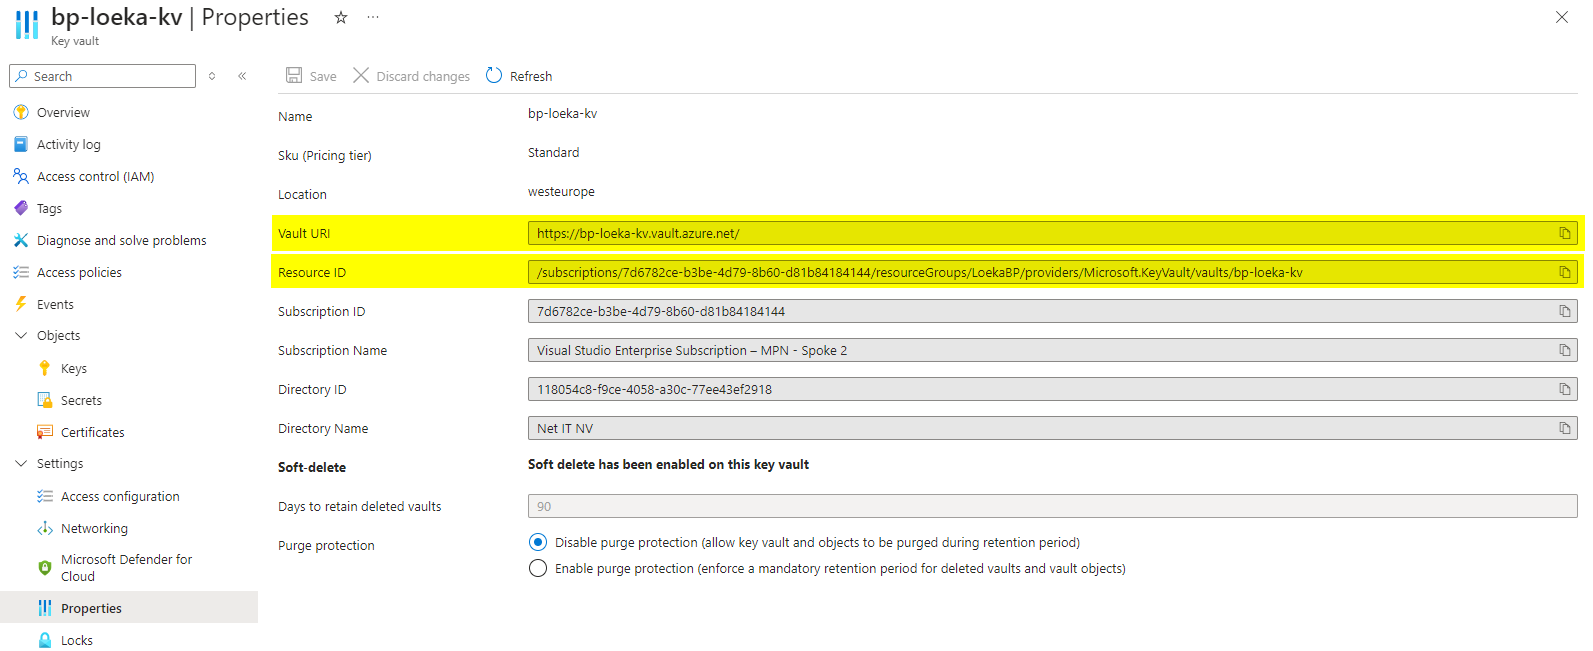 bp-loeka-kv | Properties
Key vault
Search
Overview
Activity log
Access control (IAM)
Tags
Diagnose and solve problems
Access policies
Events
Objects
Keys
Secrets
Certificates
Settings
Access configuration
Networking
Microsoft Defender for
Cloud
Properties
Locks
Save Discard changes Refresh
Name bp-loeka-kv
Sku (Pricing tier) Standard
Location westeurope
Vault URI https://bp-loeka-kv.vault.azure.net/
Resource ID /subscriptions/7d6782ce-b3be-4d79-8b60-d81b84184144/resourceGroups/LoekaBP/providers/Microsoft.KeyVault/vaults/bp-loeka-kv
Subscription ID 7d6782ce-b3be-4d79-8b60-d81b84184144
Subscription Name Visual Studio Enterprise Subscription – MPN - Spoke 2
Directory ID 118054c8-f9ce-4058-a30c-77ee43ef2918
Directory Name Net IT NV
Soft-delete Soft delete has been enabled on this key vault
Days to retain deleted vaults 90
Purge protection Disable purge protection (allow key vault and objects to be purged during retention period)
Enable purge protection (enforce a mandatory retention period for deleted vaults and vault objects)